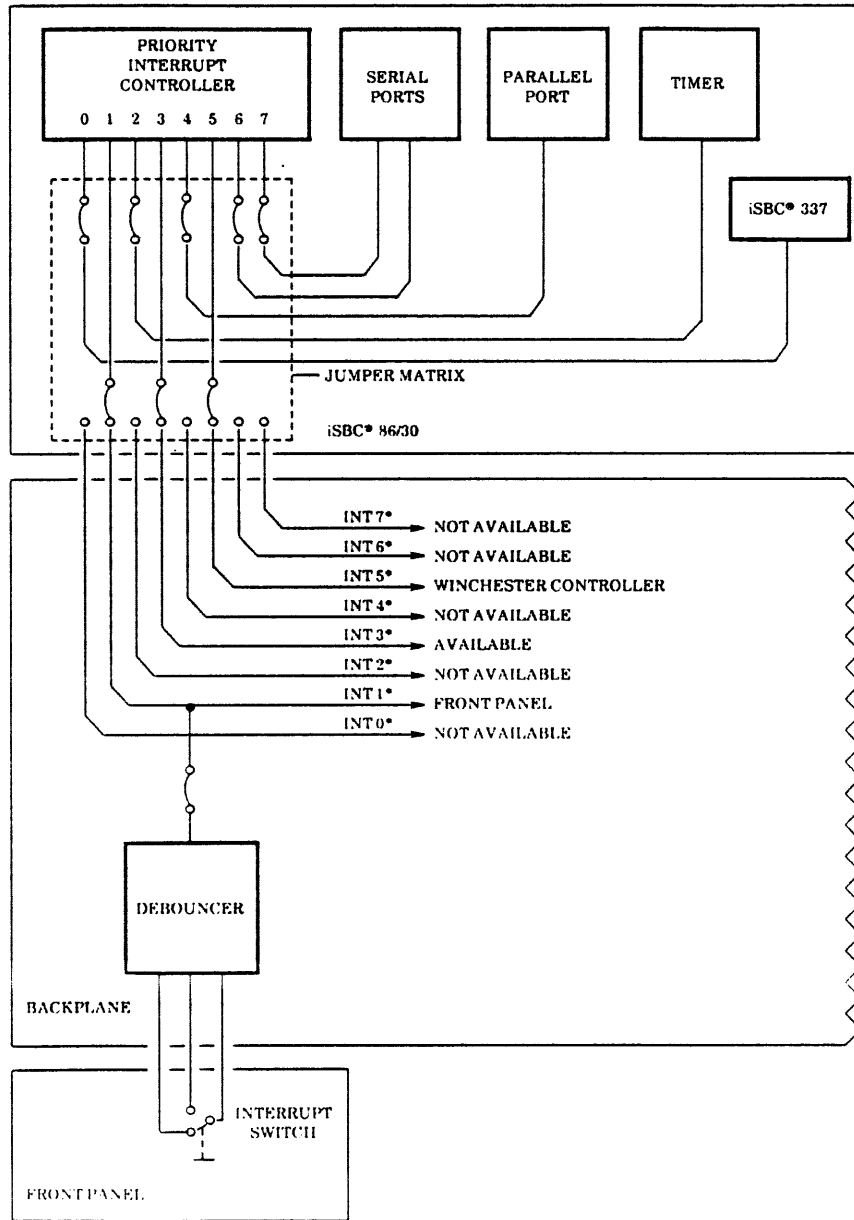 PRIORITY
INTERRUPT
CONTROLLER
0 1 2 3 4 5 6 7
SERIAL
PORTS
PARALLEL
PORT
TIMER
iSBC® 337
JUMPER MATRIX
iSBC® 86/30
INT 7* NOT AVAILABLE
INT 6* NOT AVAILABLE
INT 5* WINCHESTER CONTROLLER
INT 4* NOT AVAILABLE
INT 3* AVAILABLE
INT 2* NOT AVAILABLE
INT 1* FRONT PANEL
INT 0* NOT AVAILABLE
DEBOUNCER
BACKPLANE
INTERRUPT
SWITCH
FRONT PANEL